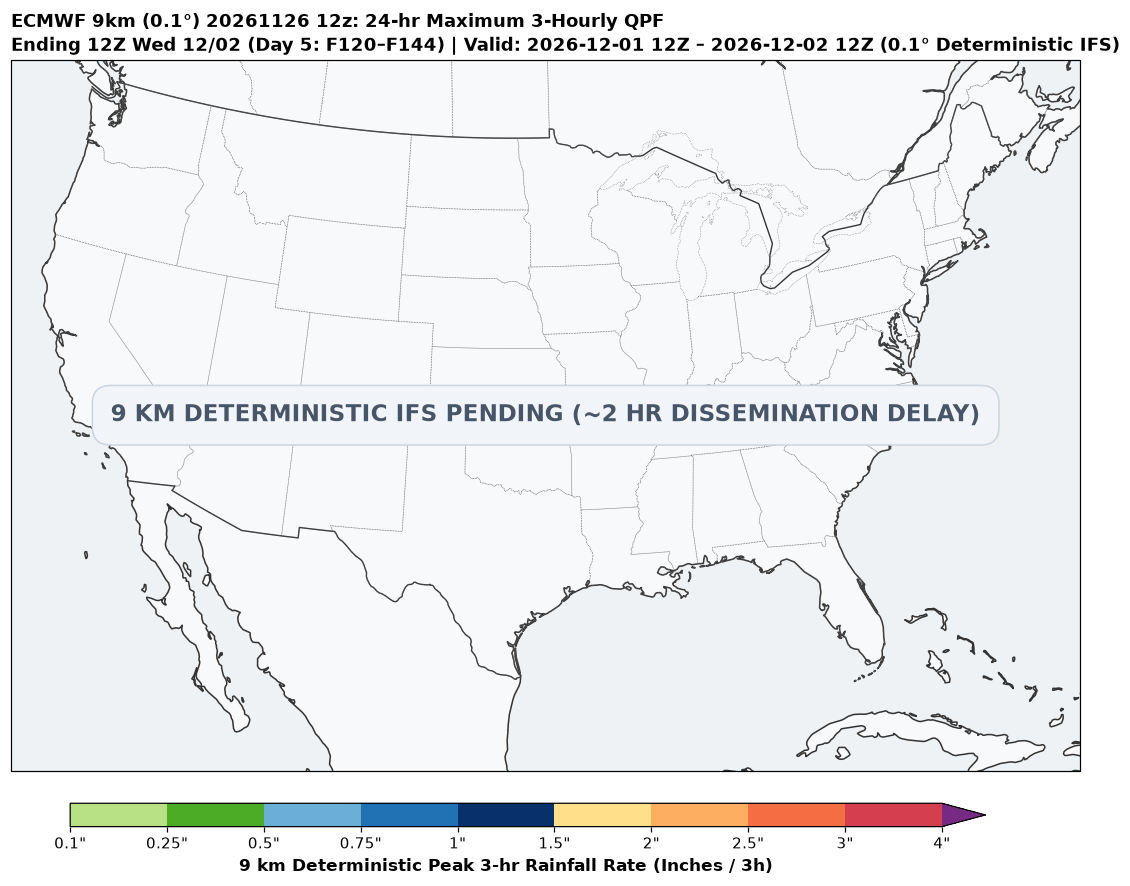 ECMWF 9km (0.1°) 20261126 12z: 24-hr Maximum 3-Hourly QPF
Ending 12Z Wed 12/02 (Day 5: F120–F144) | Valid: 2026-12-01 12Z – 2026-12-02 12Z (0.1° Deterministic IFS)
9 KM DETERMINISTIC IFS PENDING (~2 HR DISSEMINATION DELAY)
0.1" 0.25" 0.5" 0.75" 1" 1.5" 2" 2.5" 3" 4"
9 km Deterministic Peak 3-hr Rainfall Rate (Inches / 3h)